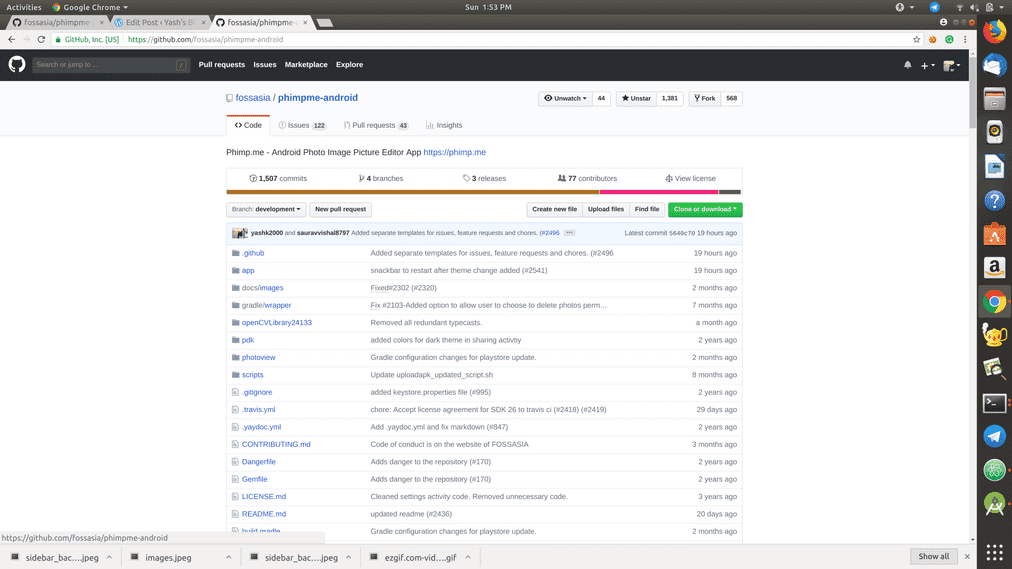 Activities Google Chrome Sun 1:53 PM
fossasia/phimpme- × Edit Post ‹ Yash's B × fossasia/phimpme- ×
GitHub, Inc. [US] https://github.com/fossasia/phimpme-android
Search or jump to... / Pull requests Issues Marketplace Explore
fossasia / phimpme-android Unwatch 44 Unstar 1,381 Fork 568
Code Issues 122 Pull requests 43 Insights
Phimp.me - Android Photo Image Picture Editor App https://phimp.me
1,507 commits 4 branches 3 releases 77 contributors View license
Branch: development New pull request Create new file Upload files Find file Clone or download
yashk2000 and sauravvishal8797 Added separate templates for issues, feature requests and chores. (#2496 ... Latest commit 5640c70 19 hours ago
.github Added separate templates for issues, feature requests and chores. (#2496 19 hours ago
app snackbar to restart after theme change added (#2541) 19 hours ago
docs/images Fixed#2302 (#2320) 2 months ago
gradle/wrapper Fix #2103-Added option to allow user to choose to delete photos perm… 7 months ago
openCVLibrary24133 Removed all redundant typecasts. a month ago
pdk added colors for dark theme in sharing activtiy 2 years ago
photoview Gradle configuration changes for playstore update. 2 months ago
scripts Update uploadapk_updated_script.sh 8 months ago
.gitignore added keystore.properties file (#995) 2 years ago
.travis.yml chore: Accept license agreement for SDK 26 to travis ci (#2418) (#2419) 29 days ago
.yaydoc.yml Add .yaydoc.yml and fix markdown (#847) 2 years ago
CONTRIBUTING.md Code of conduct is on the website of FOSSASIA 3 months ago
Dangerfile Adds danger to the repository (#170) 2 years ago
Gemfile Adds danger to the repository (#170) 2 years ago
LICENSE.md Cleaned settings activity code. Removed unnecessary code. 3 years ago
README.md updated readme (#2436) 20 days ago
build.gradle Gradle configuration changes for playstore update. 2 months ago
https://github.com/fossasia/phimpme-android
sidebar_bac....jpeg images.jpeg sidebar_bac....jpeg ezgif.com-vid....gif Show all